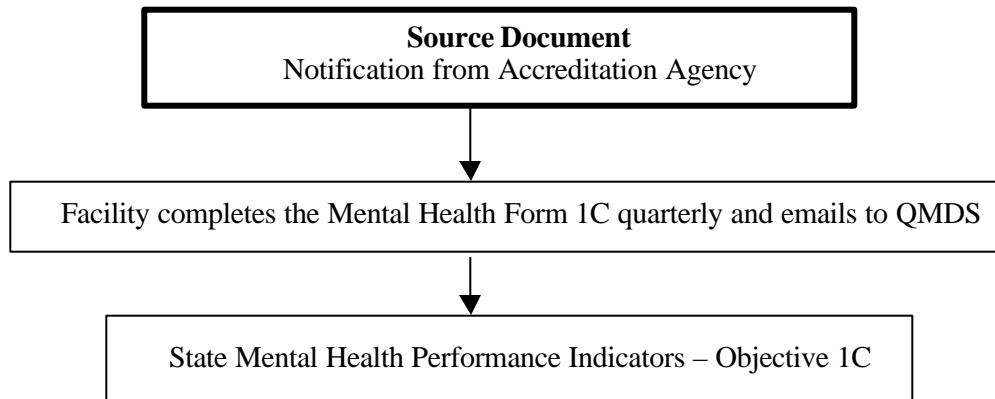 Source Document
Notification from Accreditation Agency
Facility completes the Mental Health Form 1C quarterly and emails to QMDS
State Mental Health Performance Indicators – Objective 1C